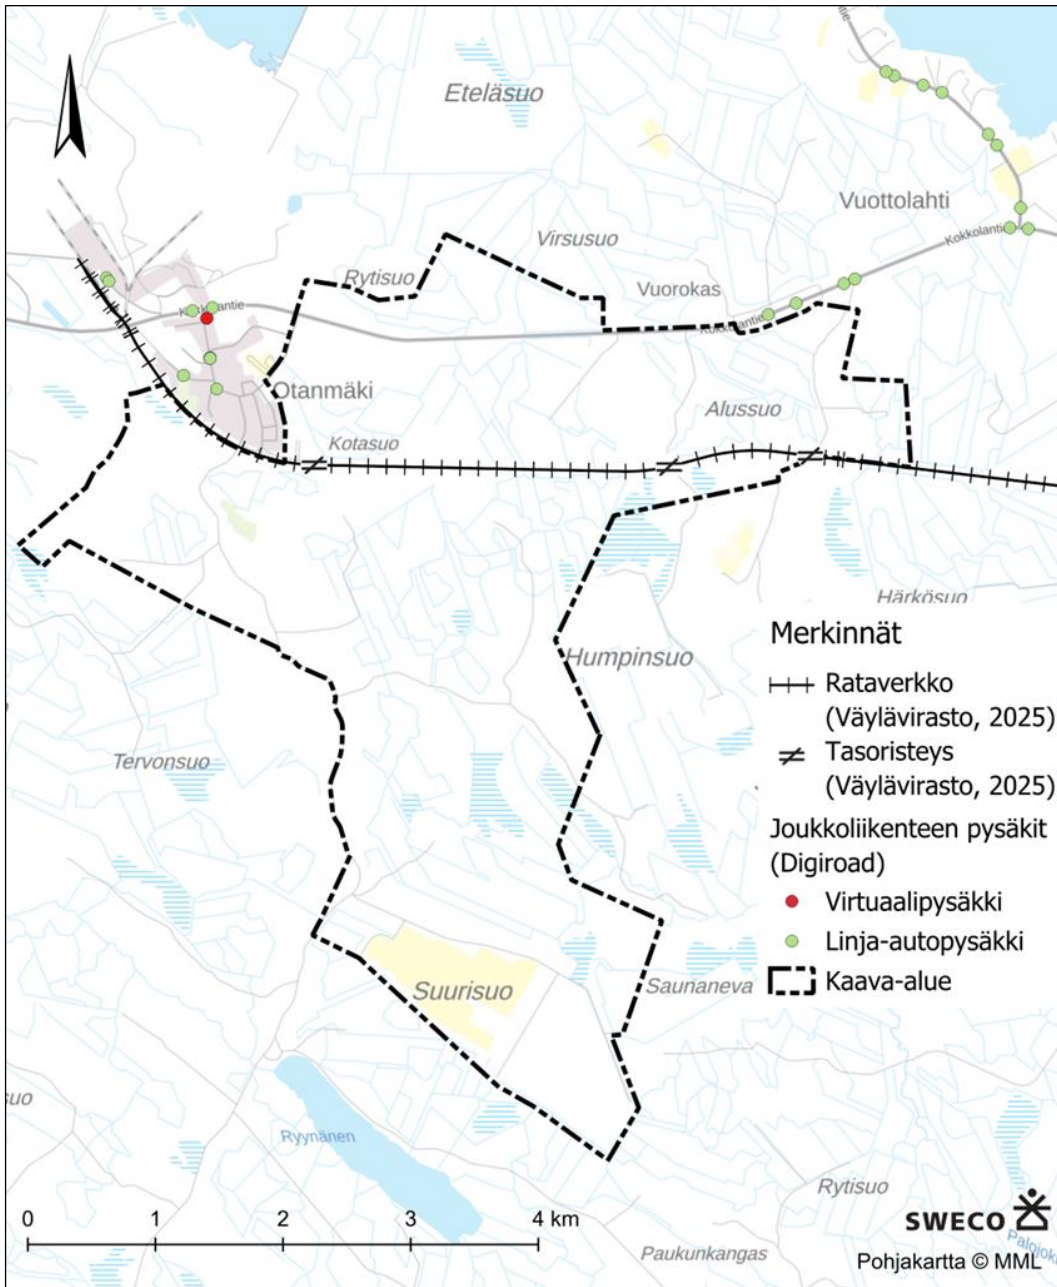 Eteläsuo
Vuottolahti
Kokkolantie
Virsusuo
Rytisuo
Vuorokas
Kokkolantie
Otanmäki
Alussuo
Kotasuo
Härkösuo
Humpinsuo
Tervonsuo
Merkinnät
Rataverkko
(Väylävirasto, 2025)
Tasoristeys
(Väylävirasto, 2025)
Joukkoliikenteen pysäkit
(Digiroad)
Virtuaalipysäkki
Linja-autopysäkki
Kaava-alue
Suurisuo
Saunaneva
suo
Ryynänen
Rytisuo
0 1 2 3 4 km
SWECO
Paukunkangas
Pohjakartta © MML